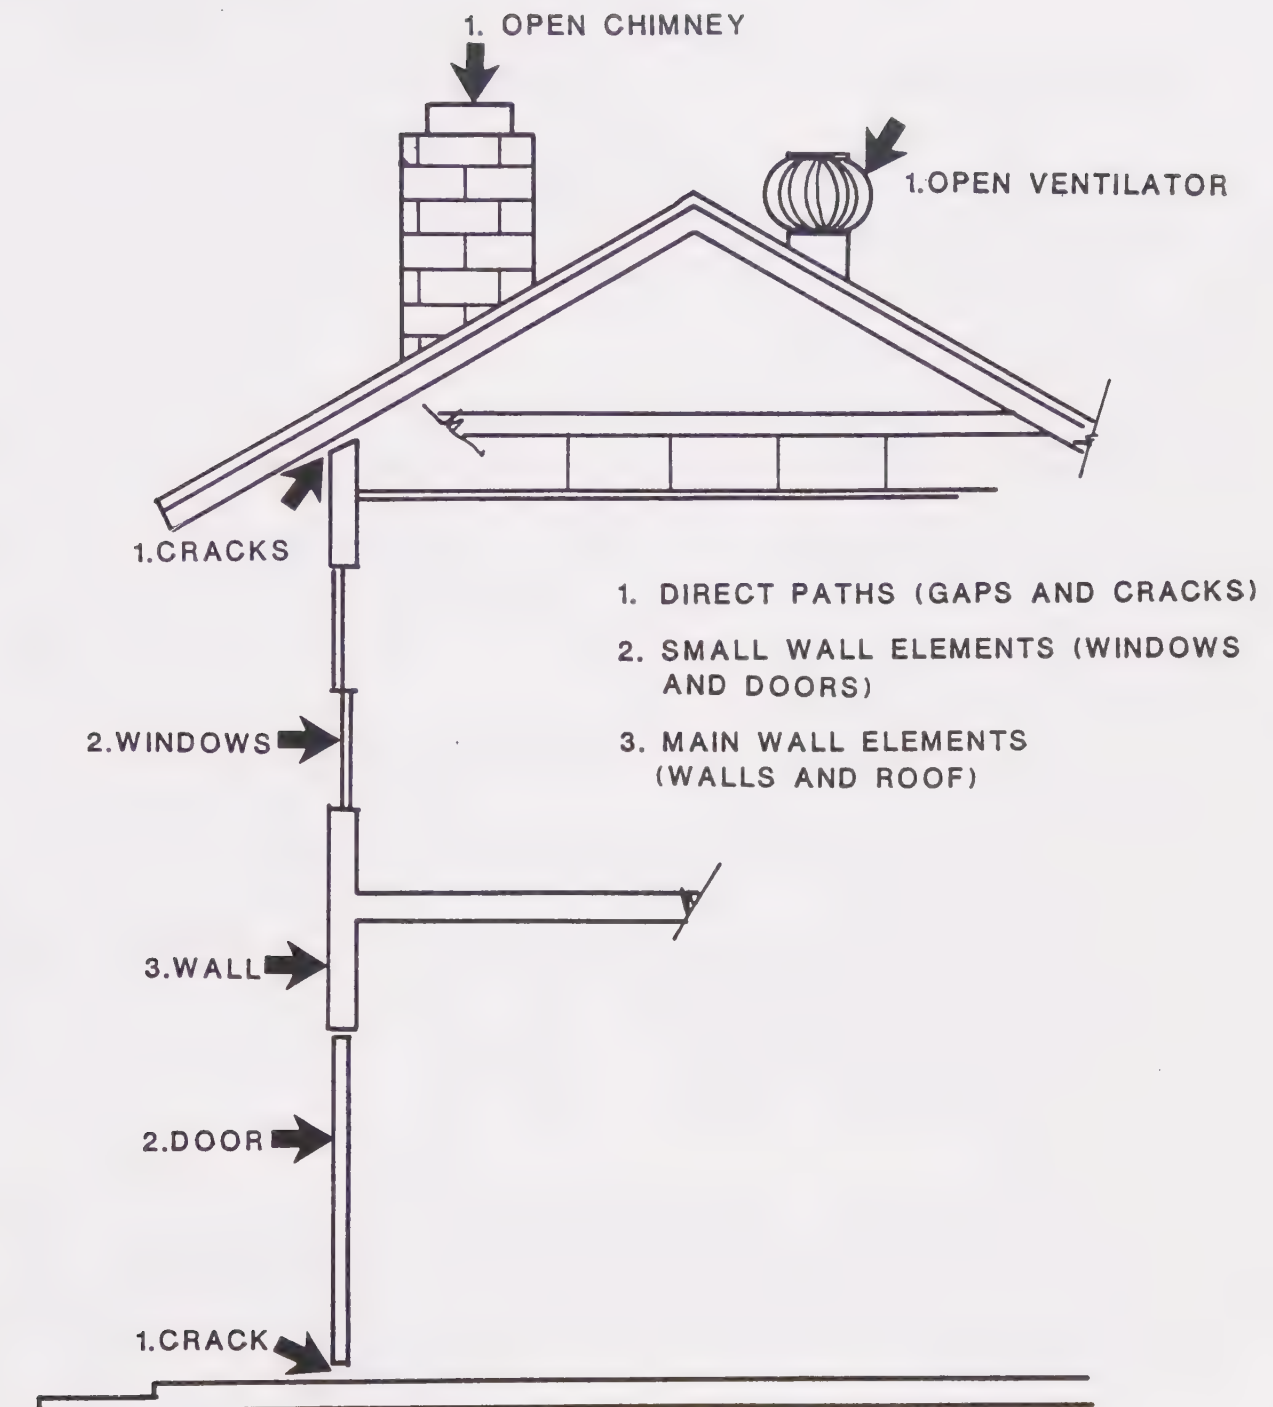 1. OPEN CHIMNEY
1.OPEN VENTILATOR
1.CRACKS
1. DIRECT PATHS (GAPS AND CRACKS)
2. SMALL WALL ELEMENTS (WINDOWS
AND DOORS)
2.WINDOWS
3. MAIN WALL ELEMENTS
(WALLS AND ROOF)
3.WALL
2.DOOR
1.CRACK